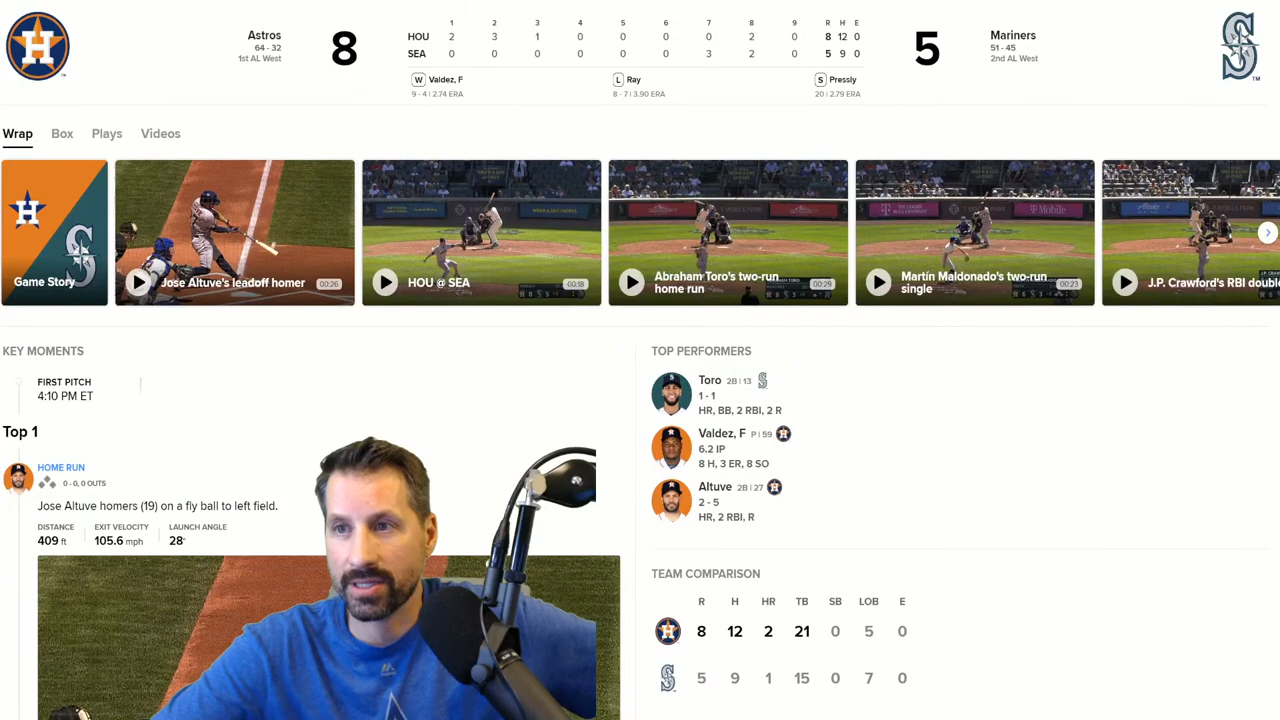 Astros
64 - 32
1st AL West
8
1 2 3 4 5 6 7 8 9 R H E
HOU 2 3 1 0 0 0 0 2 0 8 12 0
SEA 0 0 0 0 0 0 3 2 0 5 9 0
W Valdez, F
9 - 4 | 2.74 ERA
L Ray
8 - 7 | 3.90 ERA
S Pressly
20 | 2.79 ERA
5
Mariners
51 - 45
2nd AL West
Wrap Box Plays Videos
Game Story
Jose Altuve's leadoff homer 00:26
HOU @ SEA 00:18
Abraham Toro's two-run
home run 00:29
Martín Maldonado's two-run
single 00:23
J.P. Crawford's RBI double
KEY MOMENTS
FIRST PITCH
4:10 PM ET
Top 1
HOME RUN
0 - 0, 0 OUTS
Jose Altuve homers (19) on a fly ball to left field.
DISTANCE EXIT VELOCITY LAUNCH ANGLE
409 ft 105.6 mph 28°
TOP PERFORMERS
Toro 2B | 13
1 - 1
HR, BB, 2 RBI, 2 R
Valdez, F P | 59
6.2 IP
8 H, 3 ER, 8 SO
Altuve 2B | 27
2 - 5
HR, 2 RBI, R
TEAM COMPARISON
R H HR TB SB LOB E
8 12 2 21 0 5 0
5 9 1 15 0 7 0